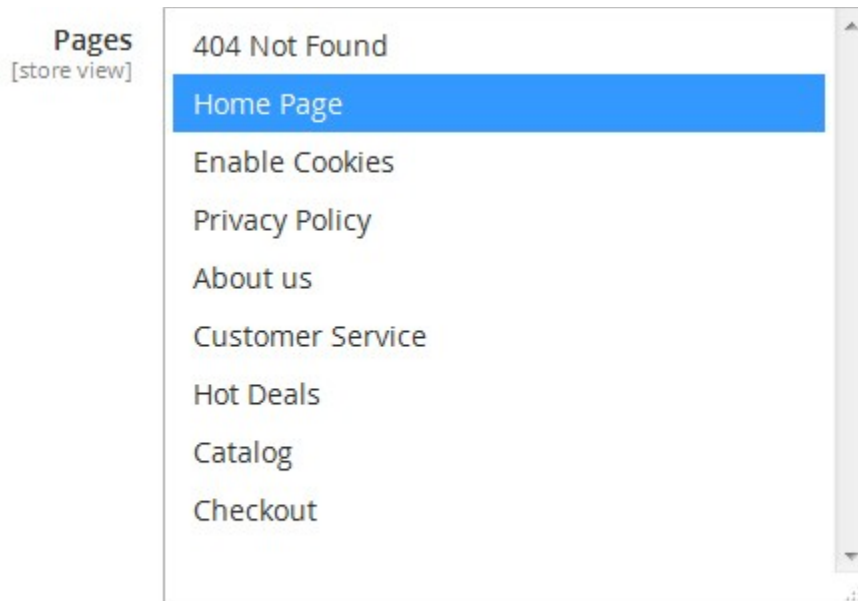 Pages
[store view]
404 Not Found
Home Page
Enable Cookies
Privacy Policy
About us
Customer Service
Hot Deals
Catalog
Checkout